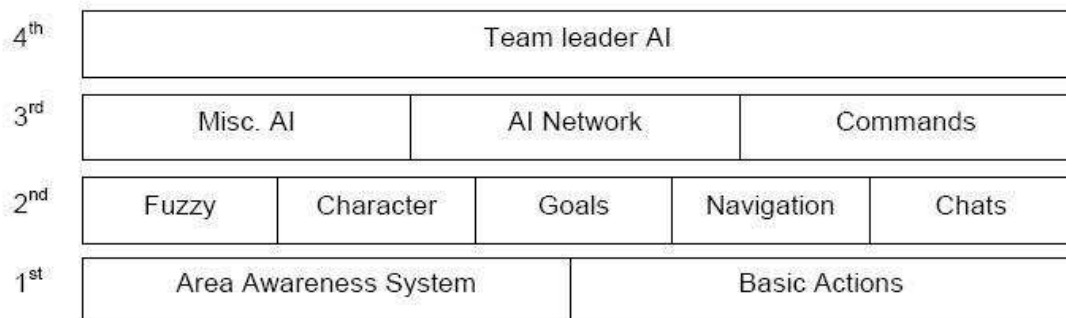 4th Team leader AI
3rd Misc. AI AI Network Commands
2nd Fuzzy Character Goals Navigation Chats
1st Area Awareness System Basic Actions